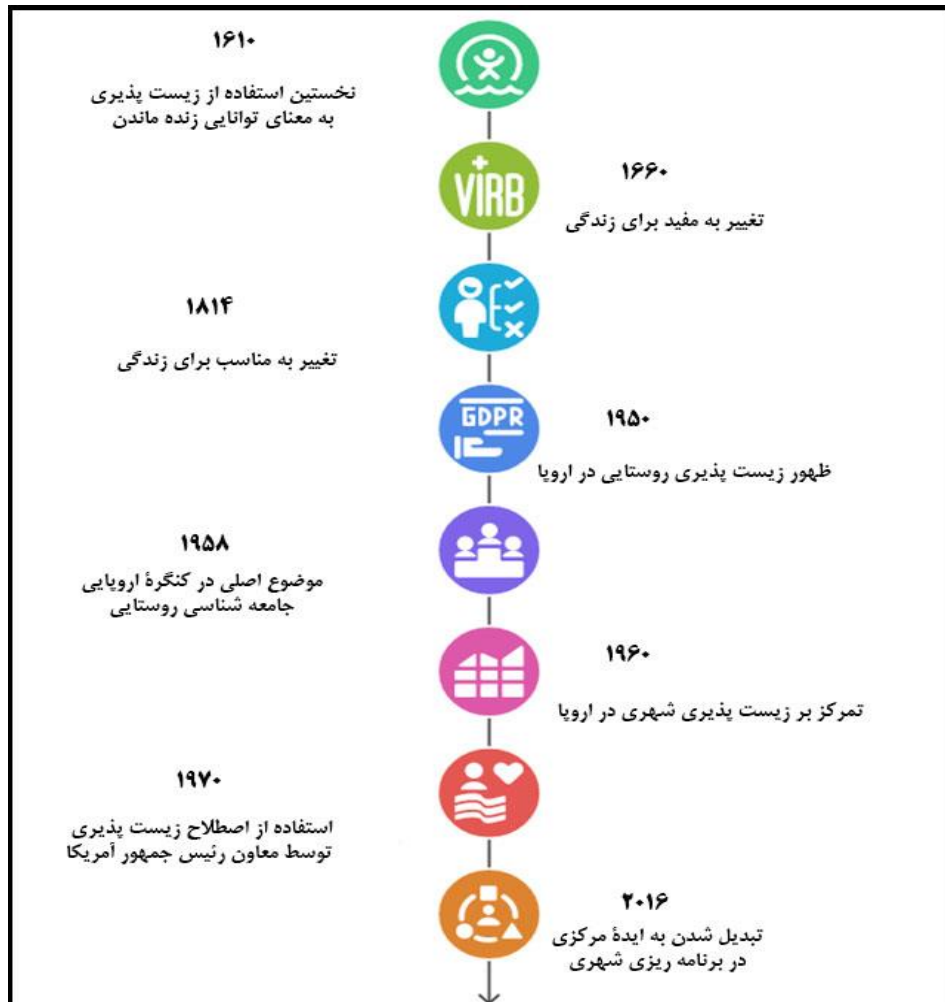 ۱۶۱۰
نخستین استفاده از زیست پذیری
به معنای توانایی زنده ماندن
VIRB
۱۶۶۰
تغییر به مفید برای زندگی
۱۸۱۴
تغییر به مناسب برای زندگی
GDPR
۱۹۵۰
ظهور زیست پذیری روستایی در اروپا
۱۹۵۸
موضوع اصلی در کنگرۀ اروپایی
جامعه شناسی روستایی
۱۹۶۰
تمرکز بر زیست پذیری شهری در اروپا
۱۹۷۰
استفاده از اصطلاح زیست پذیری
توسط معاون رئیس جمهور آمریکا
۲۰۱۶
تبدیل شدن به ایدۀ مرکزی
در برنامه ریزی شهری